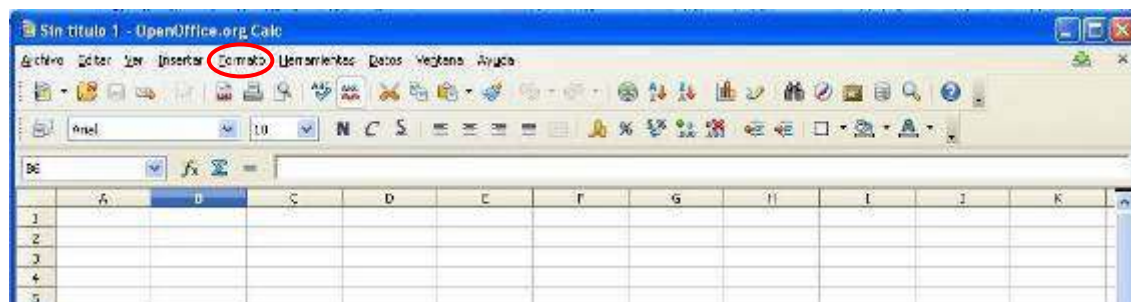 Sin título 1 - OpenOffice.org Calc
Archivo Editar Ver Insertar Formato Herramientas Datos Ventana Ayuda
Arial 10 N C S %
B6 =
A B C D E F G H I J K
1
2
3
4
5